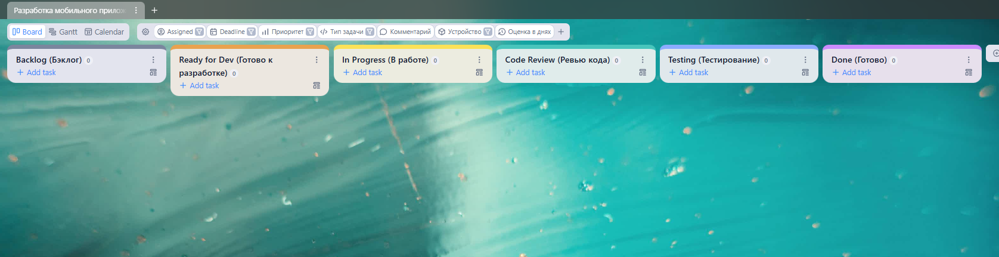 Разработка мобильного прилож
Board Gantt Calendar Assigned Deadline Приоритет Тип задачи Комментарий Устройство Оценка в днях
Backlog (Бэклог) 0
Add task
Ready for Dev (Готово к
разработке) 0
Add task
In Progress (В работе) 0
Add task
Code Review (Ревью кода) 0
Add task
Testing (Тестирование) 0
Add task
Done (Готово) 0
Add task